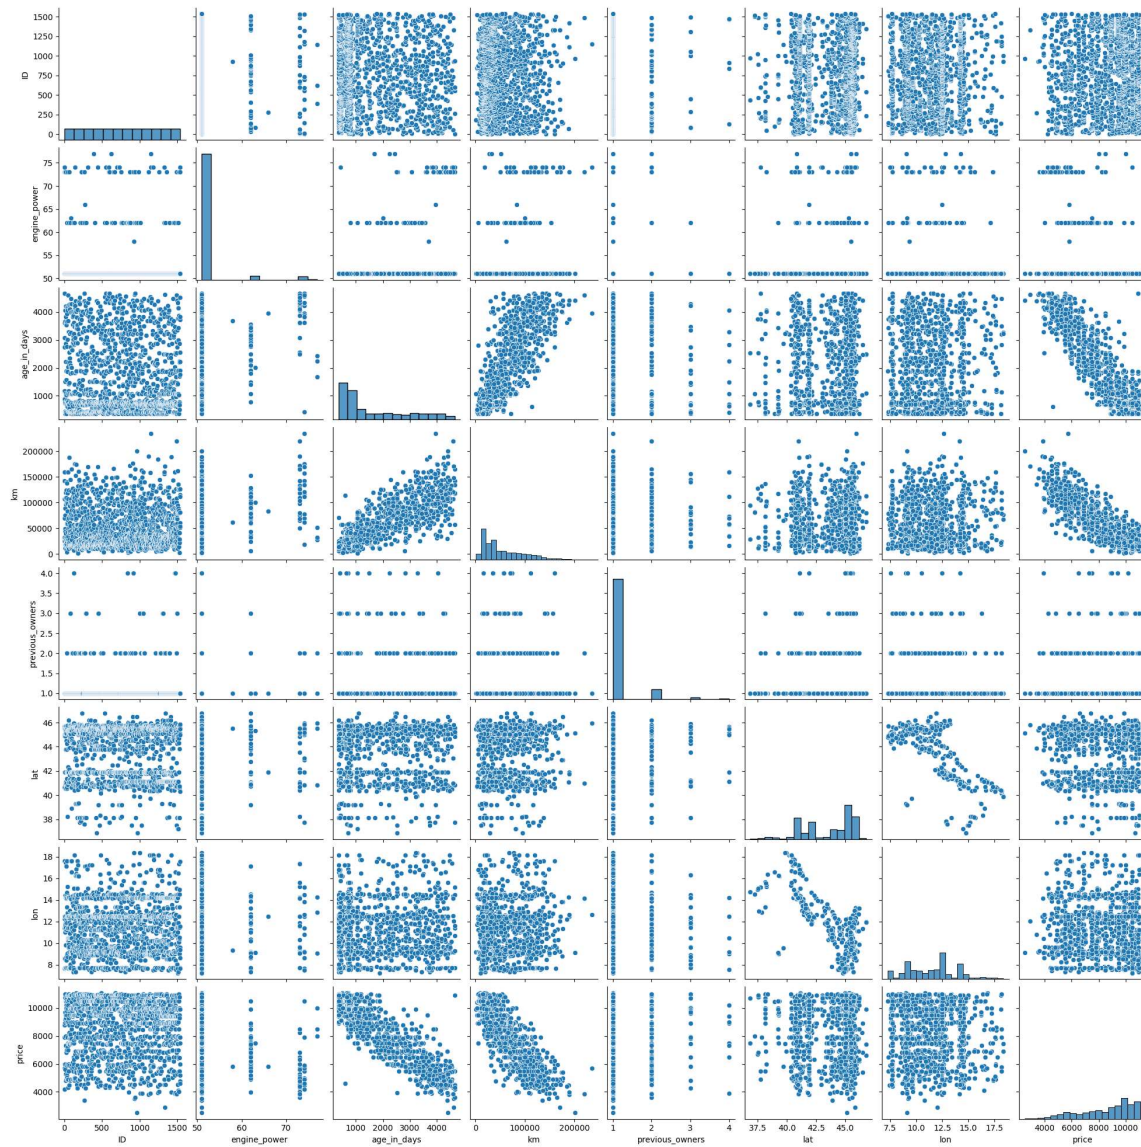 1500
1250
1000
750
500
250
0
ID
75
70
65
60
55
50
engine_power
4000
3000
2000
1000
age_in_days
200000
150000
100000
50000
0
km
4.0
3.5
3.0
2.5
2.0
1.5
1.0
previous_owners
46
44
42
40
38
lat
18
16
14
12
10
8
lon
10000
8000
6000
4000
price
0 500 1000 1500
50 60 70
1000 2000 3000 4000
0 100000 200000
1 2 3 4
37.5 40.0 42.5 45.0
7.5 10.0 12.5 15.0 17.5
4000 6000 8000 10000
ID engine_power age_in_days km previous_owners lat lon price